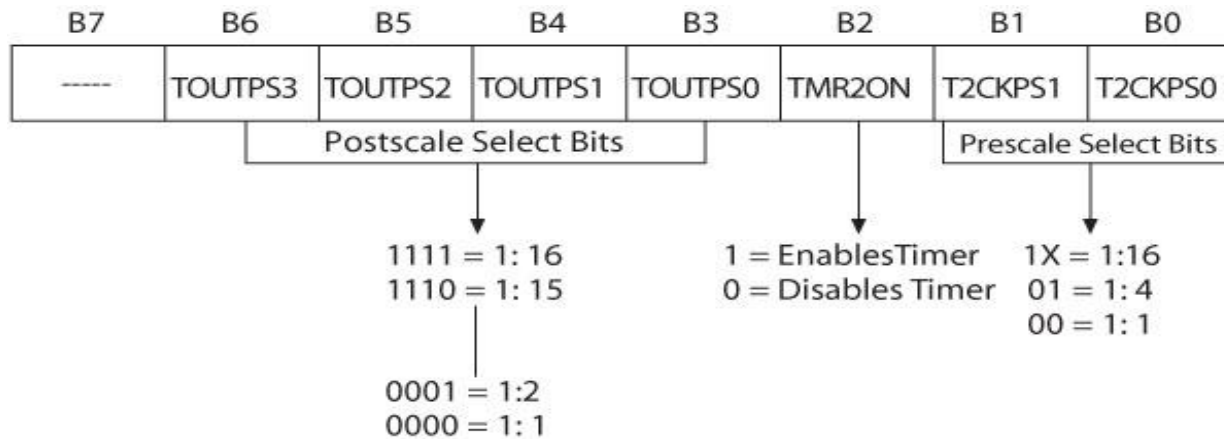 B7 B6 B5 B4 B3 B2 B1 B0
----- TOUTPS3 TOUTPS2 TOUTPS1 TOUTPS0 TMR2ON T2CKPS1 T2CKPS0
Postscale Select Bits Prescale Select Bits
1111 = 1: 16 1 = EnablesTimer 1X = 1:16
1110 = 1: 15 0 = Disables Timer 01 = 1: 4
00 = 1: 1
0001 = 1:2
0000 = 1: 1